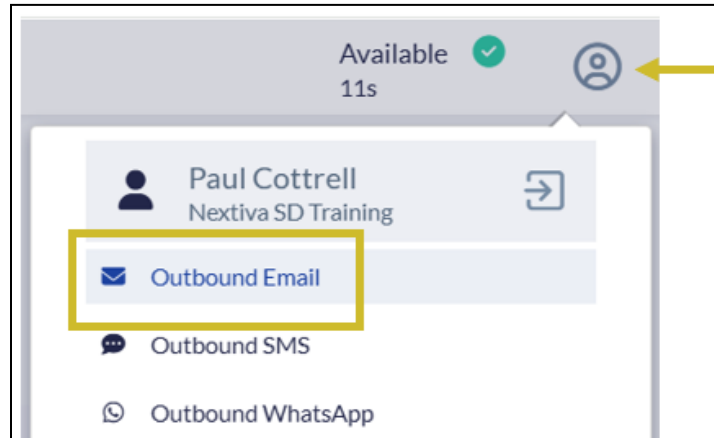 Available
11s
Paul Cottrell
Nextiva SD Training
Outbound Email
Outbound SMS
Outbound WhatsApp